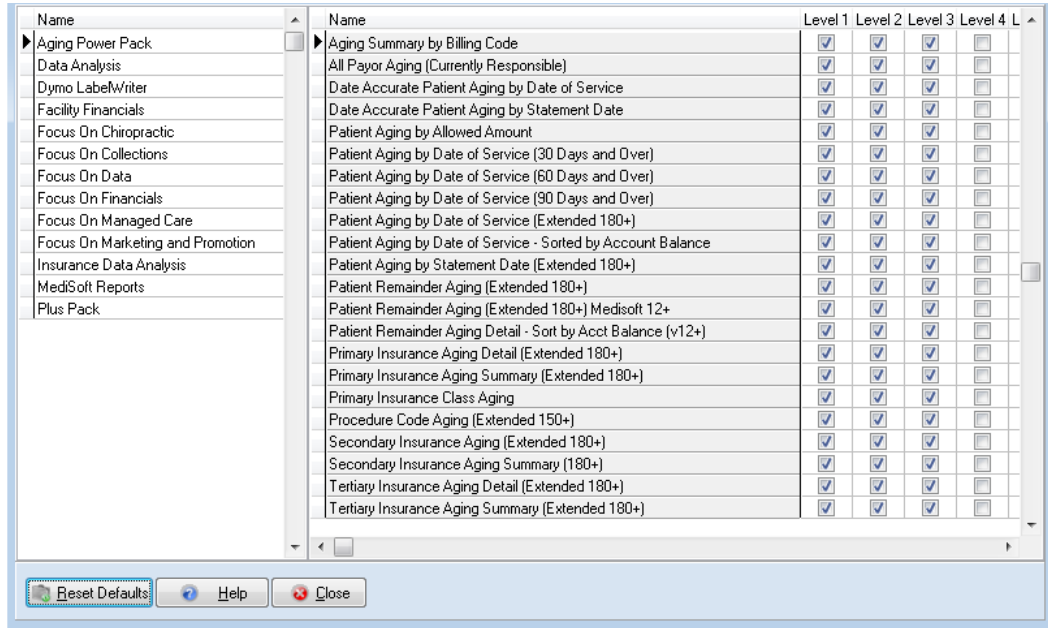 Name
Aging Power Pack
Data Analysis
Dymo LabelWriter
Facility Financials
Focus On Chiropractic
Focus On Collections
Focus On Data
Focus On Financials
Focus On Managed Care
Focus On Marketing and Promotion
Insurance Data Analysis
MediSoft Reports
Plus Pack
Name Level 1 Level 2 Level 3 Level 4 L
Aging Summary by Billing Code
All Payor Aging (Currently Responsible)
Date Accurate Patient Aging by Date of Service
Date Accurate Patient Aging by Statement Date
Patient Aging by Allowed Amount
Patient Aging by Date of Service (30 Days and Over)
Patient Aging by Date of Service (60 Days and Over)
Patient Aging by Date of Service (90 Days and Over)
Patient Aging by Date of Service (Extended 180+)
Patient Aging by Date of Service - Sorted by Account Balance
Patient Aging by Statement Date (Extended 180+)
Patient Remainder Aging (Extended 180+)
Patient Remainder Aging (Extended 180+) Medisoft 12+
Patient Remainder Aging Detail - Sort by Acct Balance (v12+)
Primary Insurance Aging Detail (Extended 180+)
Primary Insurance Aging Summary (Extended 180+)
Primary Insurance Class Aging
Procedure Code Aging (Extended 150+)
Secondary Insurance Aging (Extended 180+)
Secondary Insurance Aging Summary (180+)
Tertiary Insurance Aging Detail (Extended 180+)
Tertiary Insurance Aging Summary (Extended 180+)
Reset Defaults Help Close